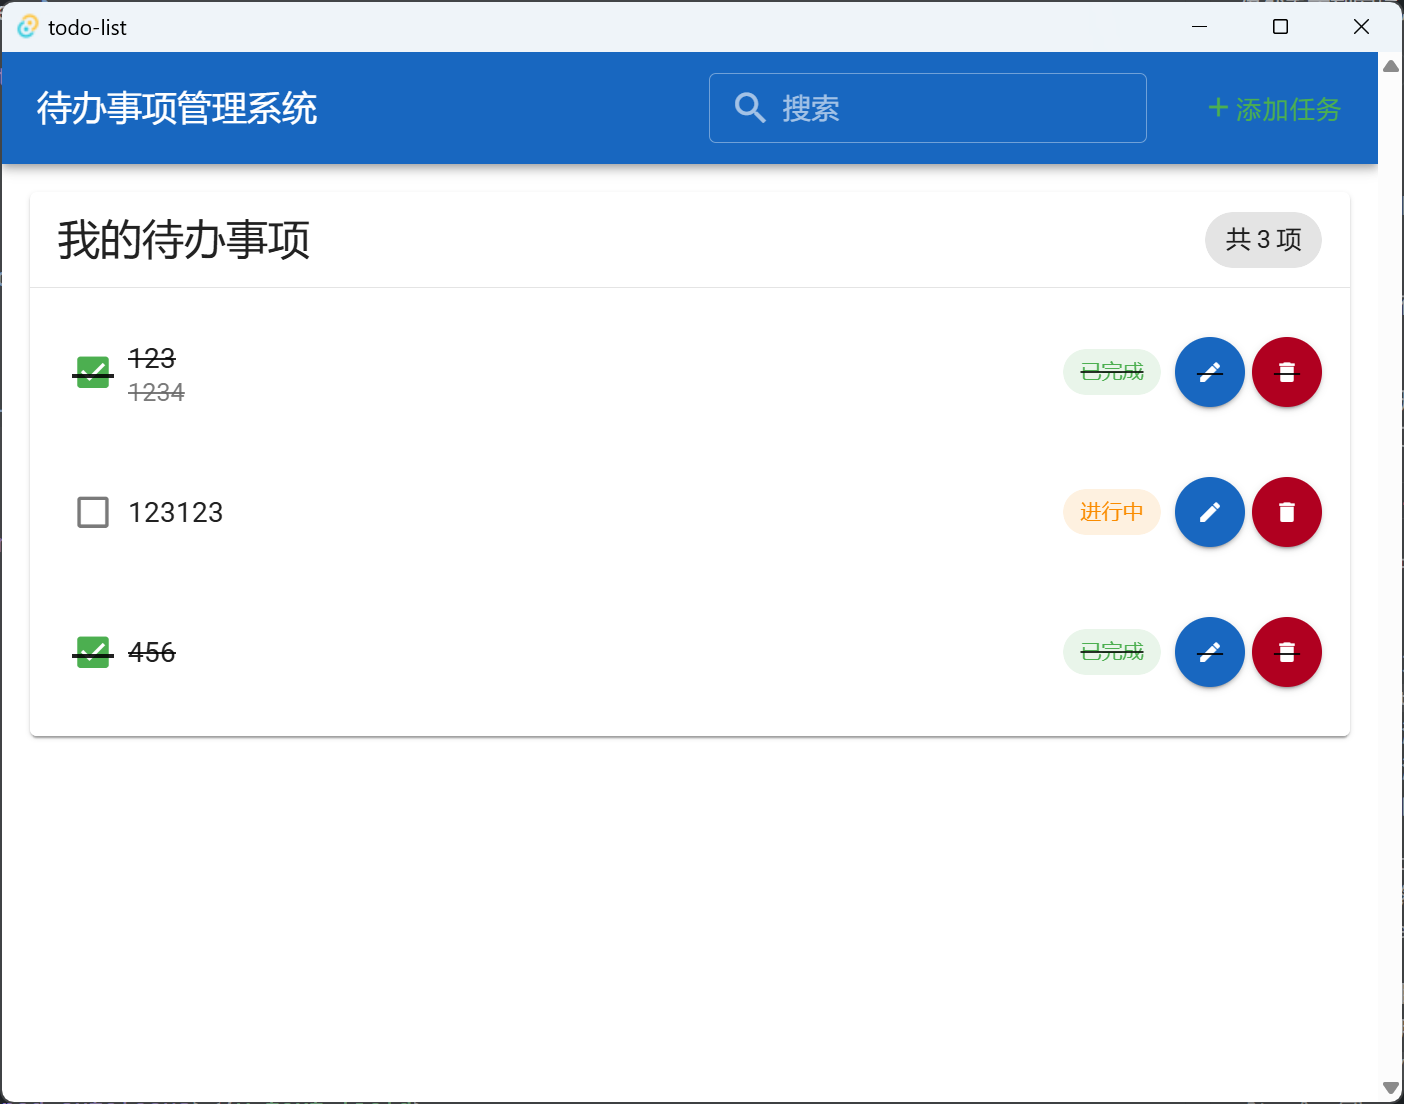 todo-list
待办事项管理系统
搜索
+ 添加任务
我的待办事项
共 3 项
123
1234
已完成
123123
进行中
456
已完成